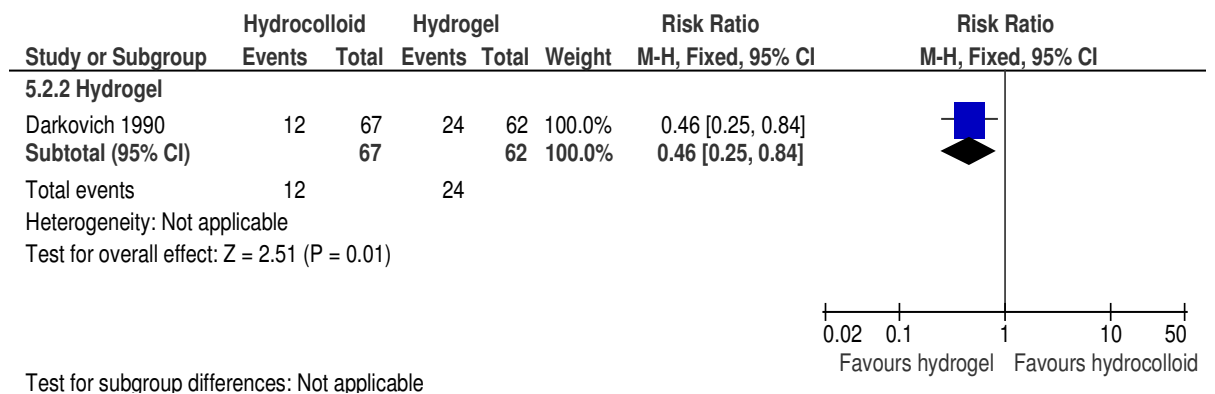 Hydrocolloid Hydrogel Risk Ratio Risk Ratio
Study or Subgroup Events Total Events Total Weight M-H, Fixed, 95% CI M-H, Fixed, 95% CI
5.2.2 Hydrogel
Darkovich 1990 12 67 24 62 100.0% 0.46 [0.25, 0.84]
Subtotal (95% CI) 67 62 100.0% 0.46 [0.25, 0.84]
Total events 12 24
Heterogeneity: Not applicable
Test for overall effect: Z = 2.51 (P = 0.01)
0.02 0.1 1 10 50
Favours hydrogel Favours hydrocolloid
Test for subgroup differences: Not applicable